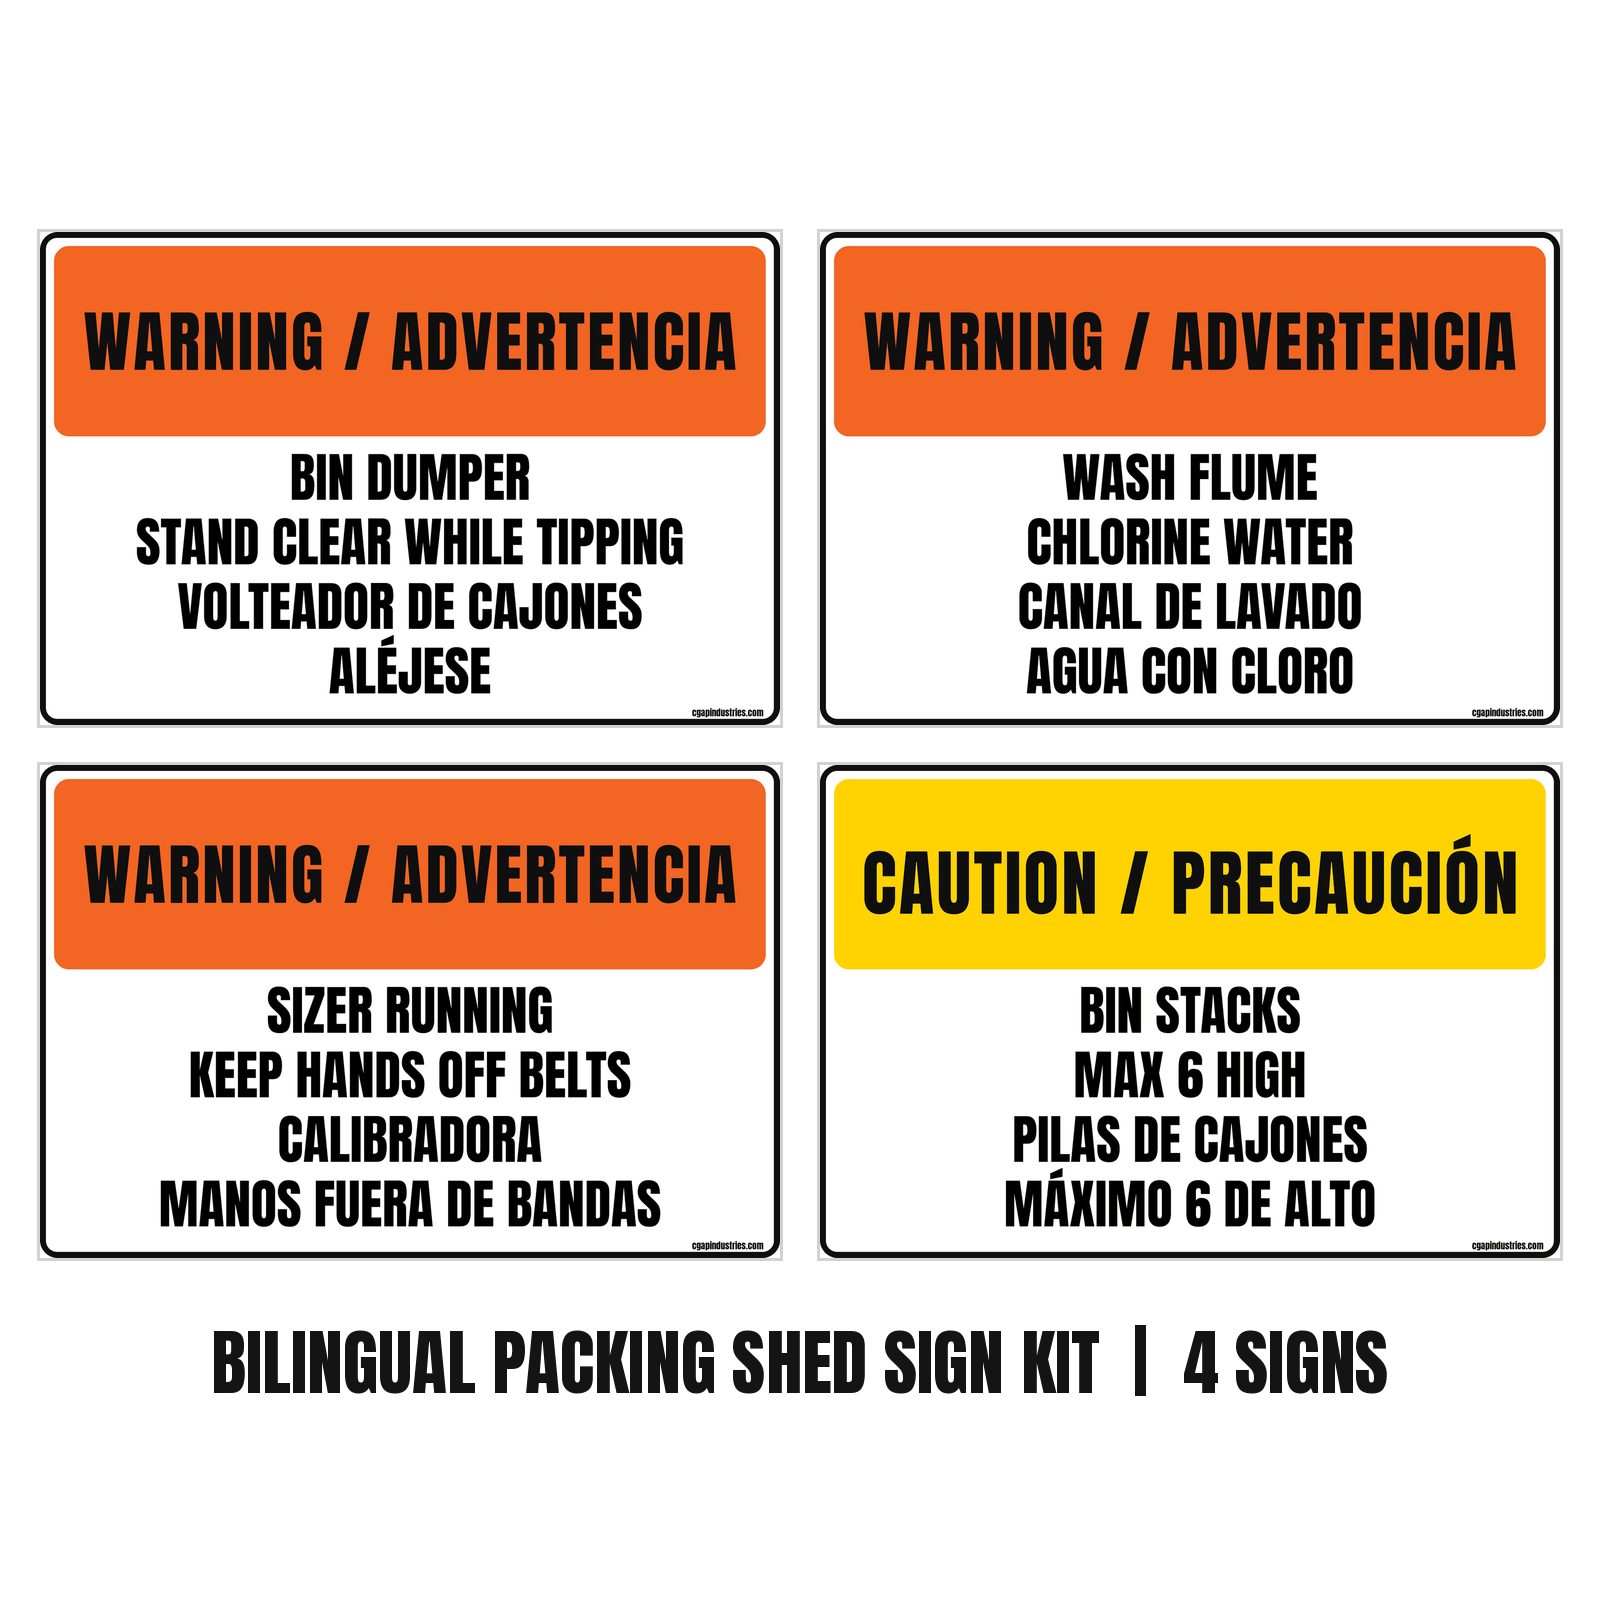 WARNING / ADVERTENCIA
BIN DUMPER
STAND CLEAR WHILE TIPPING
VOLTEADOR DE CAJONES
ALÉJESE
cgapindustries.com
WARNING / ADVERTENCIA
WASH FLUME
CHLORINE WATER
CANAL DE LAVADO
AGUA CON CLORO
cgapindustries.com
WARNING / ADVERTENCIA
SIZER RUNNING
KEEP HANDS OFF BELTS
CALIBRADORA
MANOS FUERA DE BANDAS
cgapindustries.com
CAUTION / PRECAUCIÓN
BIN STACKS
MAX 6 HIGH
PILAS DE CAJONES
MÁXIMO 6 DE ALTO
cgapindustries.com
BILINGUAL PACKING SHED SIGN KIT | 4 SIGNS